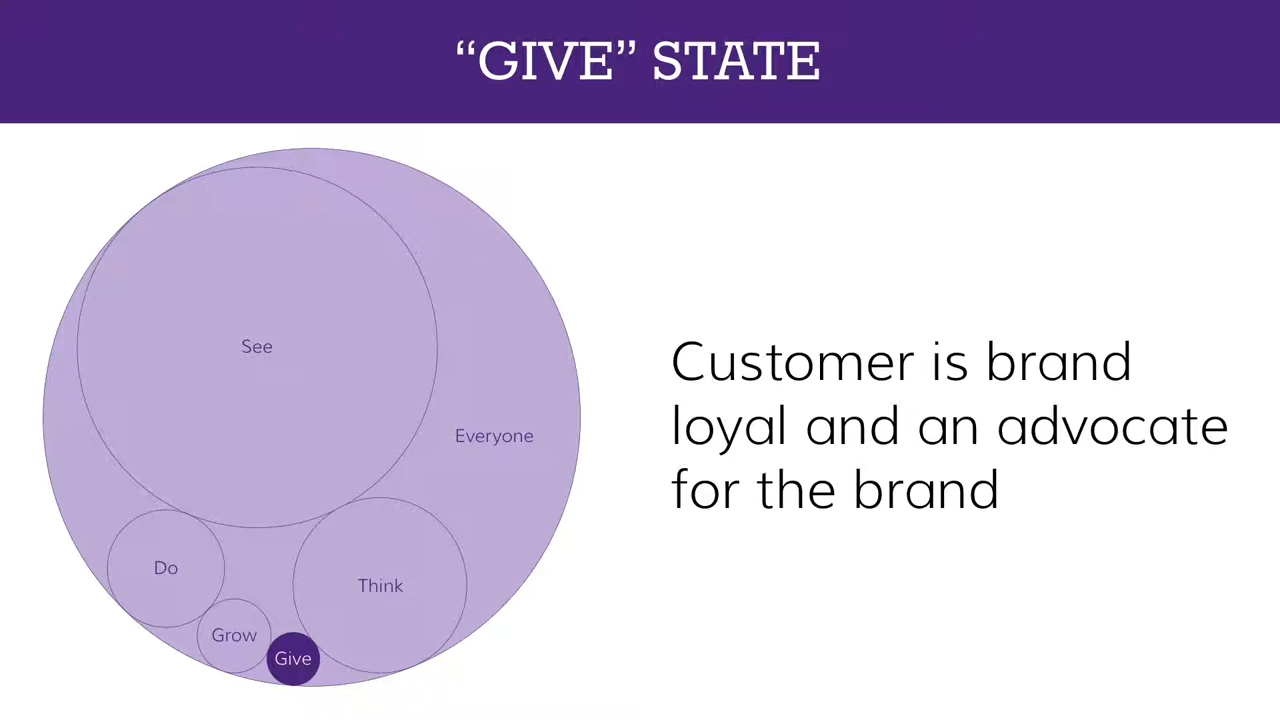 “GIVE” STATE
See
Everyone
Do
Think
Grow
Give
Customer is brand
loyal and an advocate
for the brand